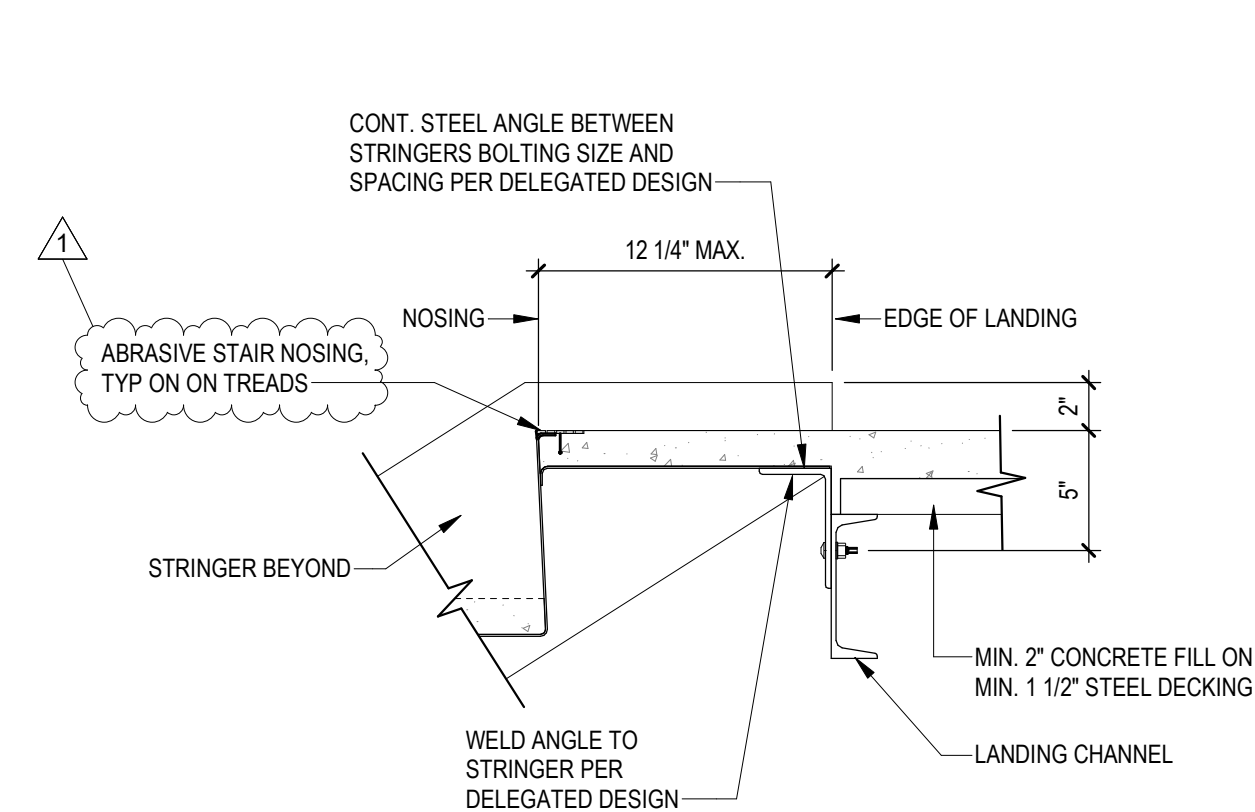 CONT. STEEL ANGLE BETWEEN
STRINGERS BOLTING SIZE AND
SPACING PER DELEGATED DESIGN
1
12 1/4" MAX.
NOSING
EDGE OF LANDING
ABRASIVE STAIR NOSING,
TYP ON ON TREADS
2"
5"
STRINGER BEYOND
MIN. 2" CONCRETE FILL ON
MIN. 1 1/2" STEEL DECKING
WELD ANGLE TO
STRINGER PER
DELEGATED DESIGN
LANDING CHANNEL